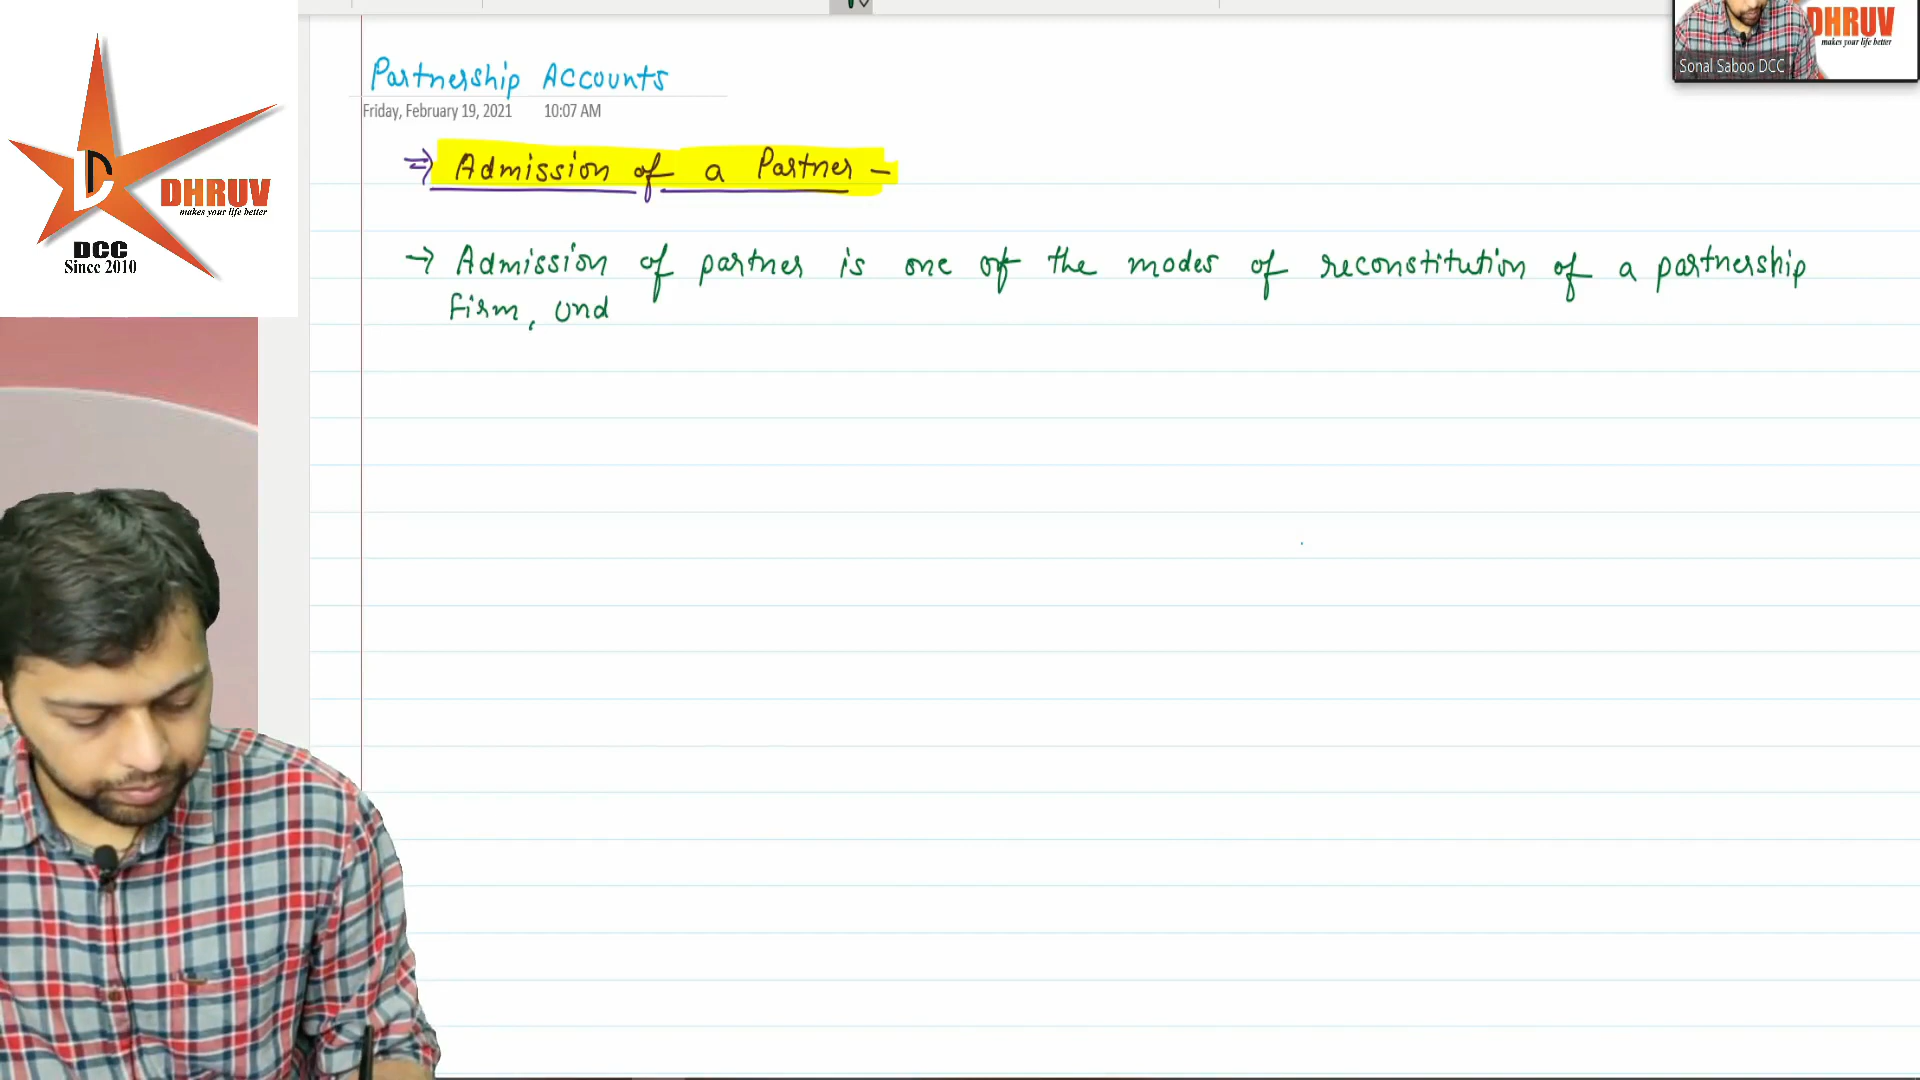 DHRUV
makes your life better
DCC
Since 2010
Partnership Accounts
Friday, February 19, 2021 10:07 AM
⇒ Admission of a Partner -
→ Admission of partner is one of the modes of reconstitution of a partnership
firm, und
DHRUV
makes your life better
Sonal Saboo DCC